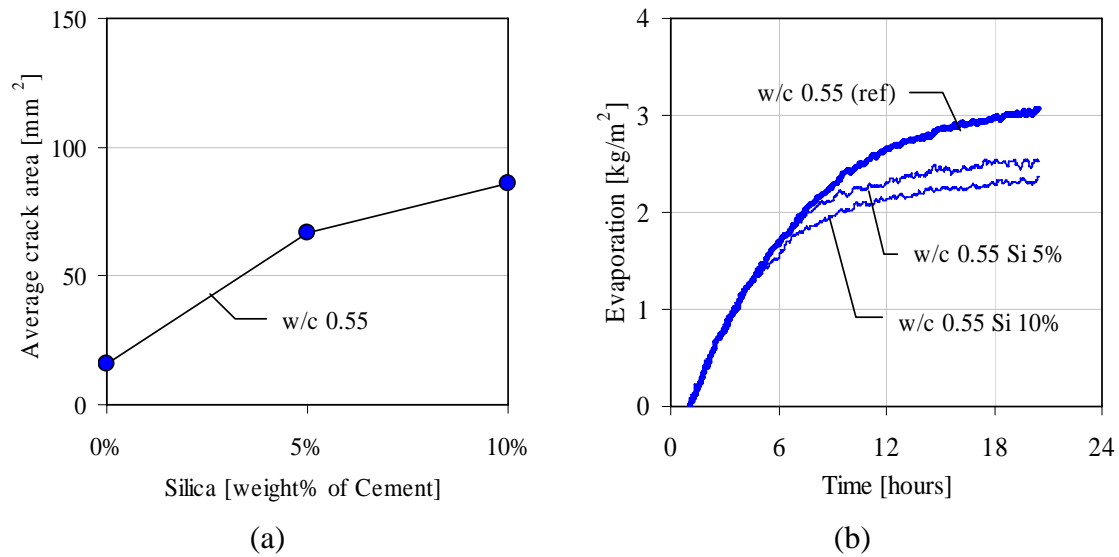 Average crack area [mm²]
150
100
50
0
w/c 0.55
0%
5%
10%
Silica [weight% of Cement]
(a)
Evaporation [kg/m²]
4
3
2
1
0
w/c 0.55 (ref)
w/c 0.55 Si 5%
w/c 0.55 Si 10%
0
6
12
18
24
Time [hours]
(b)